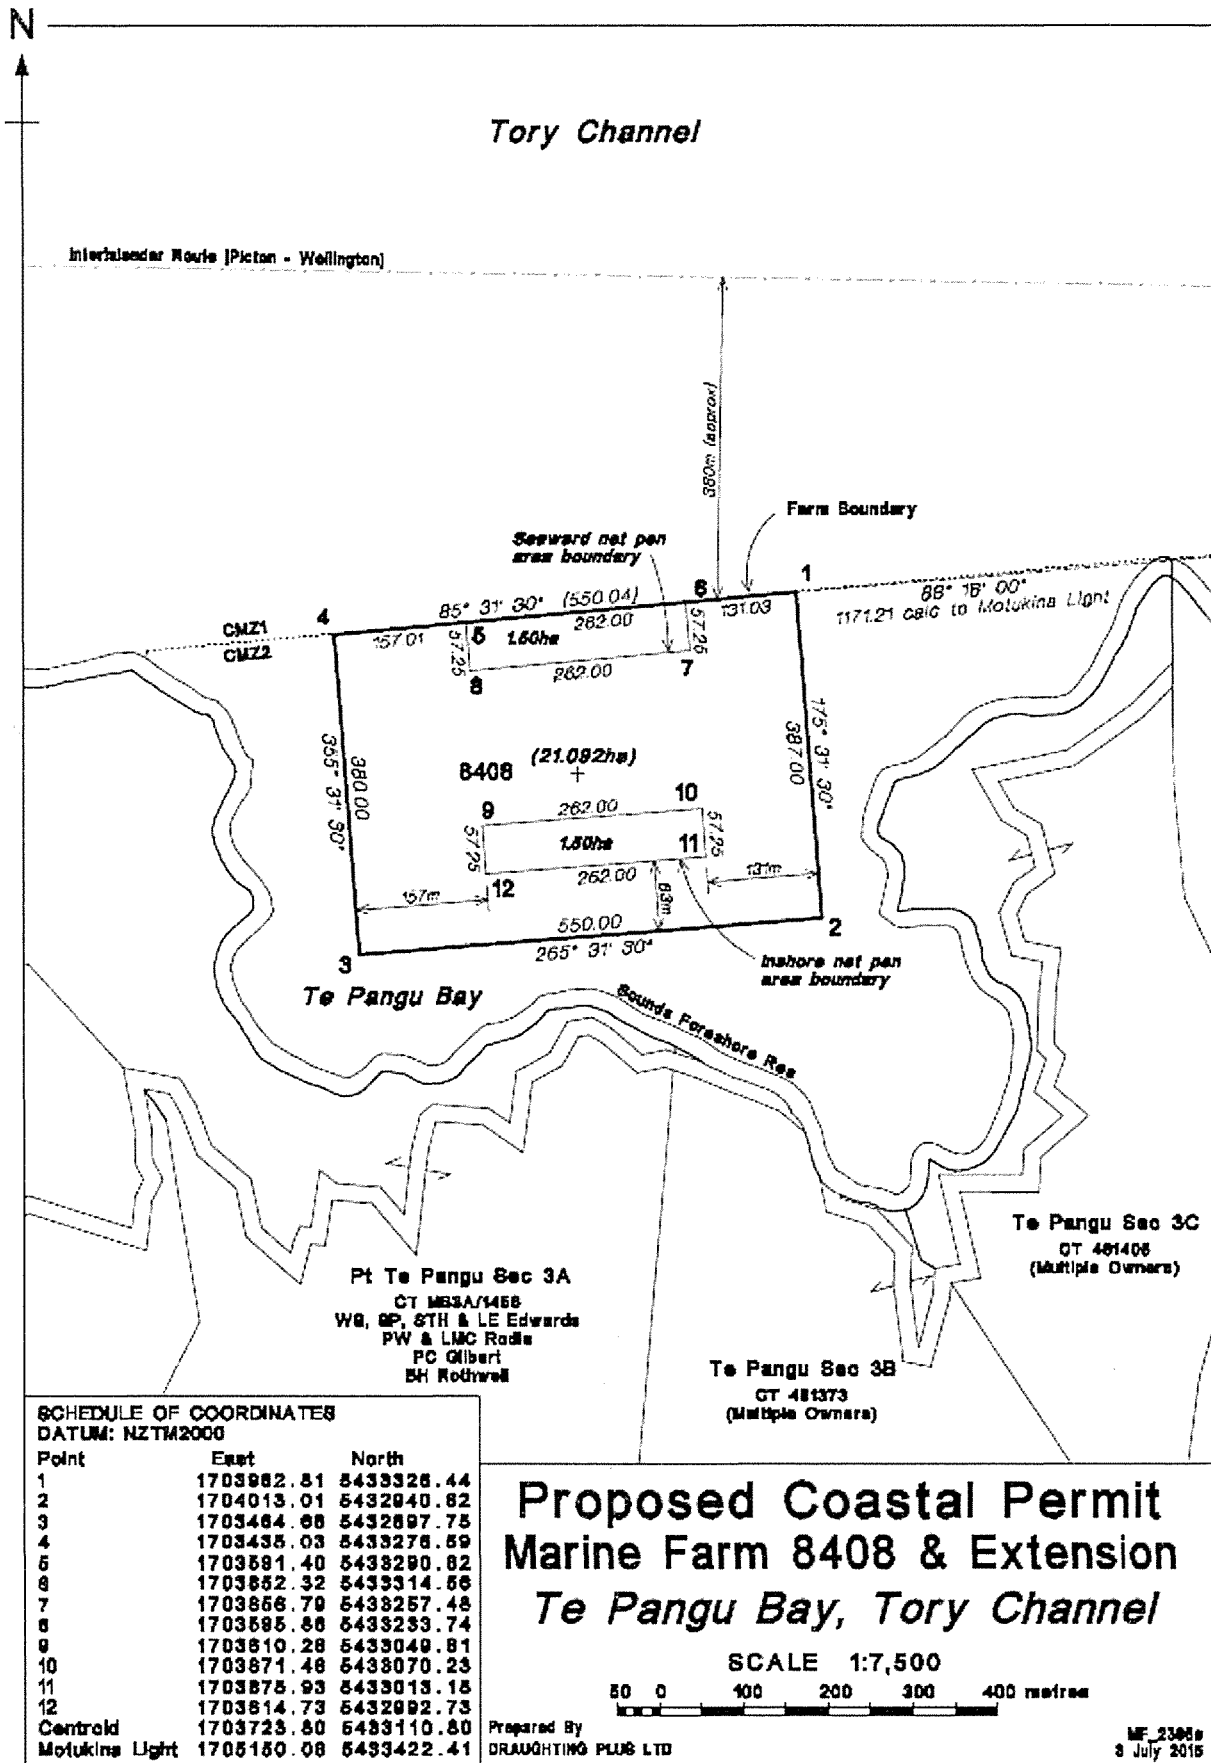 N
Tory Channel
Interislander Route [Picton - Wellington]
380m (approx)
Farm Boundary
Seaward net pen
area boundary
1
6
131.03
88° 16' 00"
1171.21 calc to Motukina Light
85° 31' 30" (550.04)
262.00
4
CMZ1
CMZ2
157.01
5
1.50ha
57.25
57.25
8
262.00
7
355° 31' 30"
380.00
175° 31' 30"
387.00
8408
(21.092ha)
9
262.00
10
57.25
1.50ha
11
57.25
12
262.00
157m
131m
83m
550.00
265° 31' 30"
2
3
Inshore net pen
area boundary
Te Pangu Bay
Sounds Foreshore Res
Te Pangu Sec 3C
CT 481406
(Multiple Owners)
Pt Te Pangu Sec 3A
CT MB3A/1456
PW & LMC Rodie
PC Gilbert
BH Rothwell
Te Pangu Sec 3B
CT 481373
(Multiple Owners)
SCHEDULE OF COORDINATES
DATUM: NZTM2000
Point East North
1 1703982.81 5433326.44
2 1704013.01 5432940.62
3 1703464.68 5432897.75
4 1703435.03 5433276.59
5 1703591.40 5433290.82
6 1703852.32 5433314.56
7 1703856.79 5433257.48
8 1703595.86 5433233.74
9 1703610.28 5433049.81
10 1703871.46 5433070.23
11 1703875.93 5433013.15
12 1703614.73 5432992.73
Centroid 1703723.80 5433110.80
Motukina Light 1705150.08 5433422.41
Proposed Coastal Permit
Marine Farm 8408 & Extension
Te Pangu Bay, Tory Channel
SCALE 1:7,500
50 0 100 200 300 400 metres
Prepared By
DRAUGHTING PLUS LTD
3 July 2015